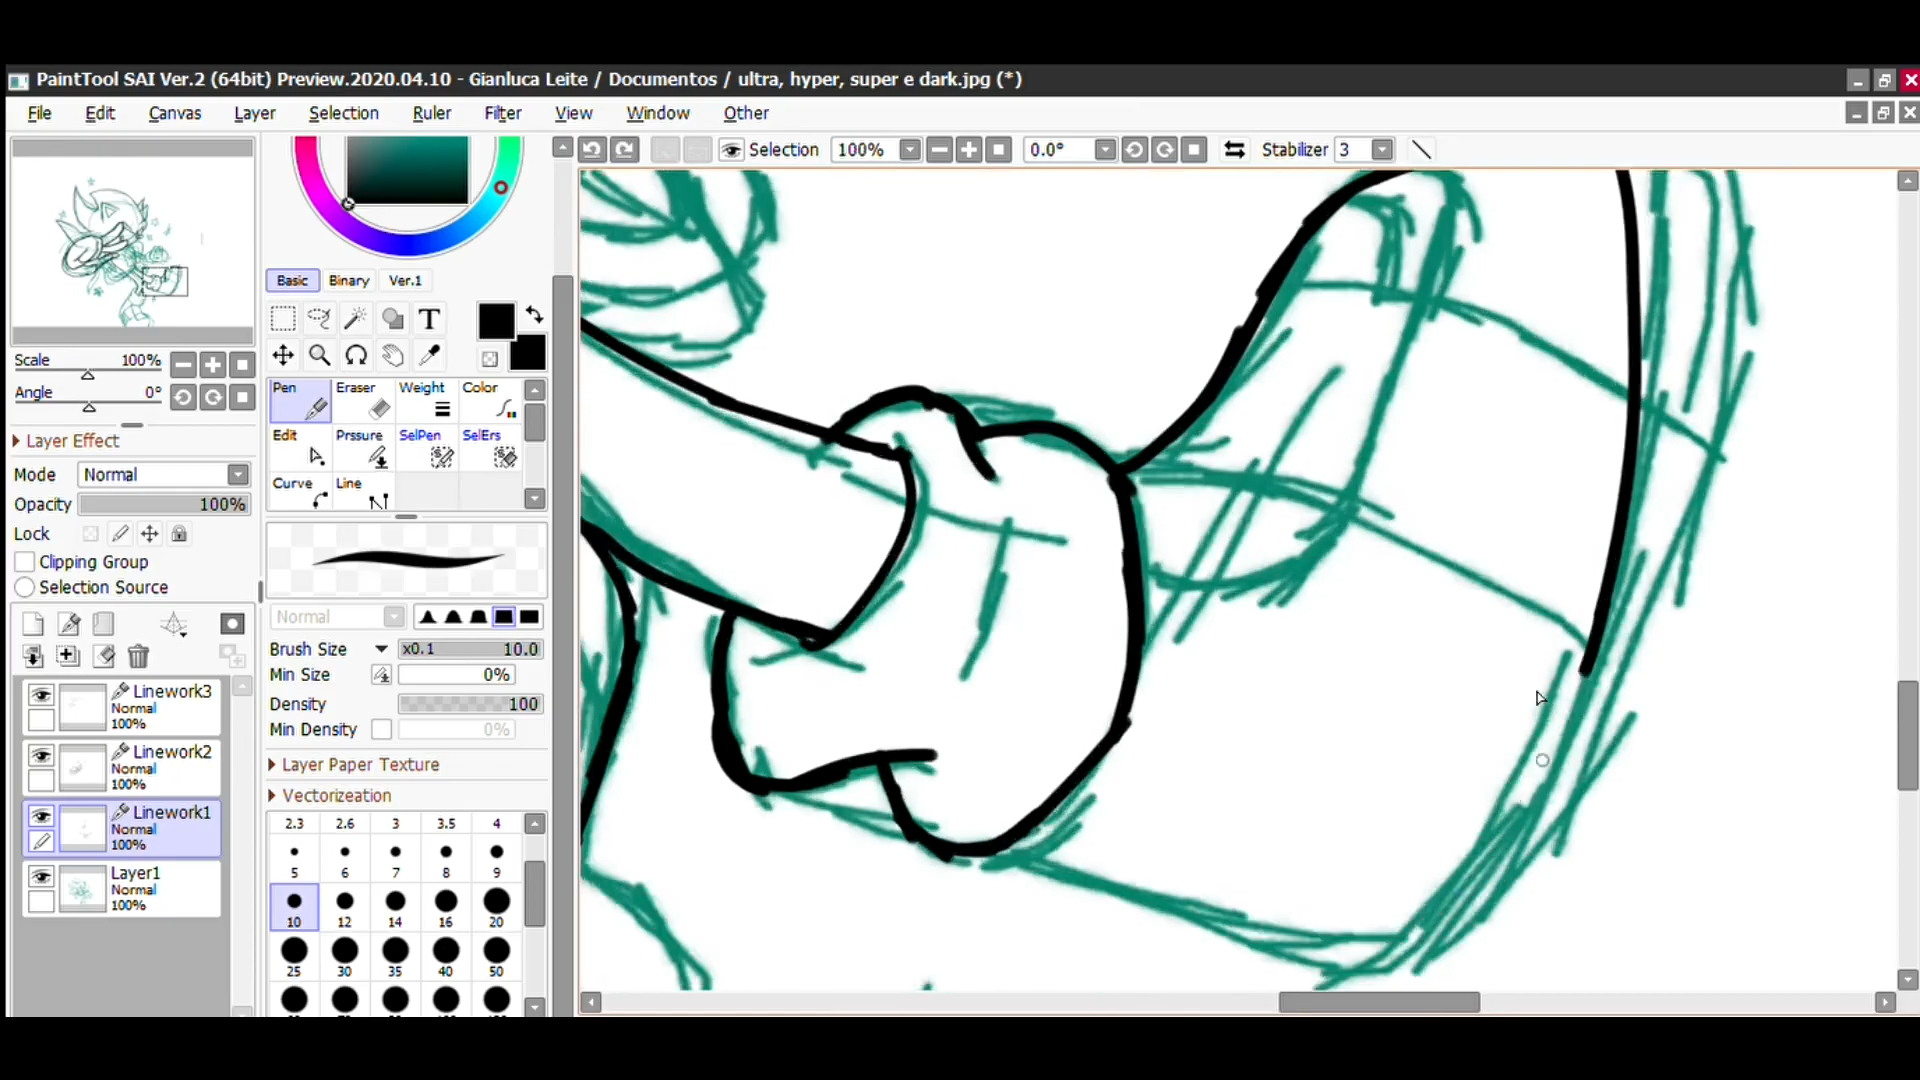 PaintTool SAI Ver.2 (64bit) Preview.2020.04.10 - Gianluca Leite / Documentos / ultra, hyper, super e dark.jpg (*)
File Edit Canvas Layer Selection Ruler Filter View Window Other
Selection 100% 0.0° Stabilizer 3
Scale 100%
Angle 0°
Layer Effect
Mode Normal
Opacity 100%
Lock
Clipping Group
Selection Source
Linework3
Normal
100%
Linework2
Normal
100%
Linework1
Normal
100%
Layer1
Normal
100%
Basic Binary Ver.1
T
Pen Eraser Weight Color
Edit Prssure SelPen SelErs
Curve Line
Normal
Brush Size x0.1 10.0
Min Size 0%
Density 100
Min Density 0%
Layer Paper Texture
Vectorizeation
2.3 2.6 3 3.5 4
5 6 7 8 9
10 12 14 16 20
25 30 35 40 50